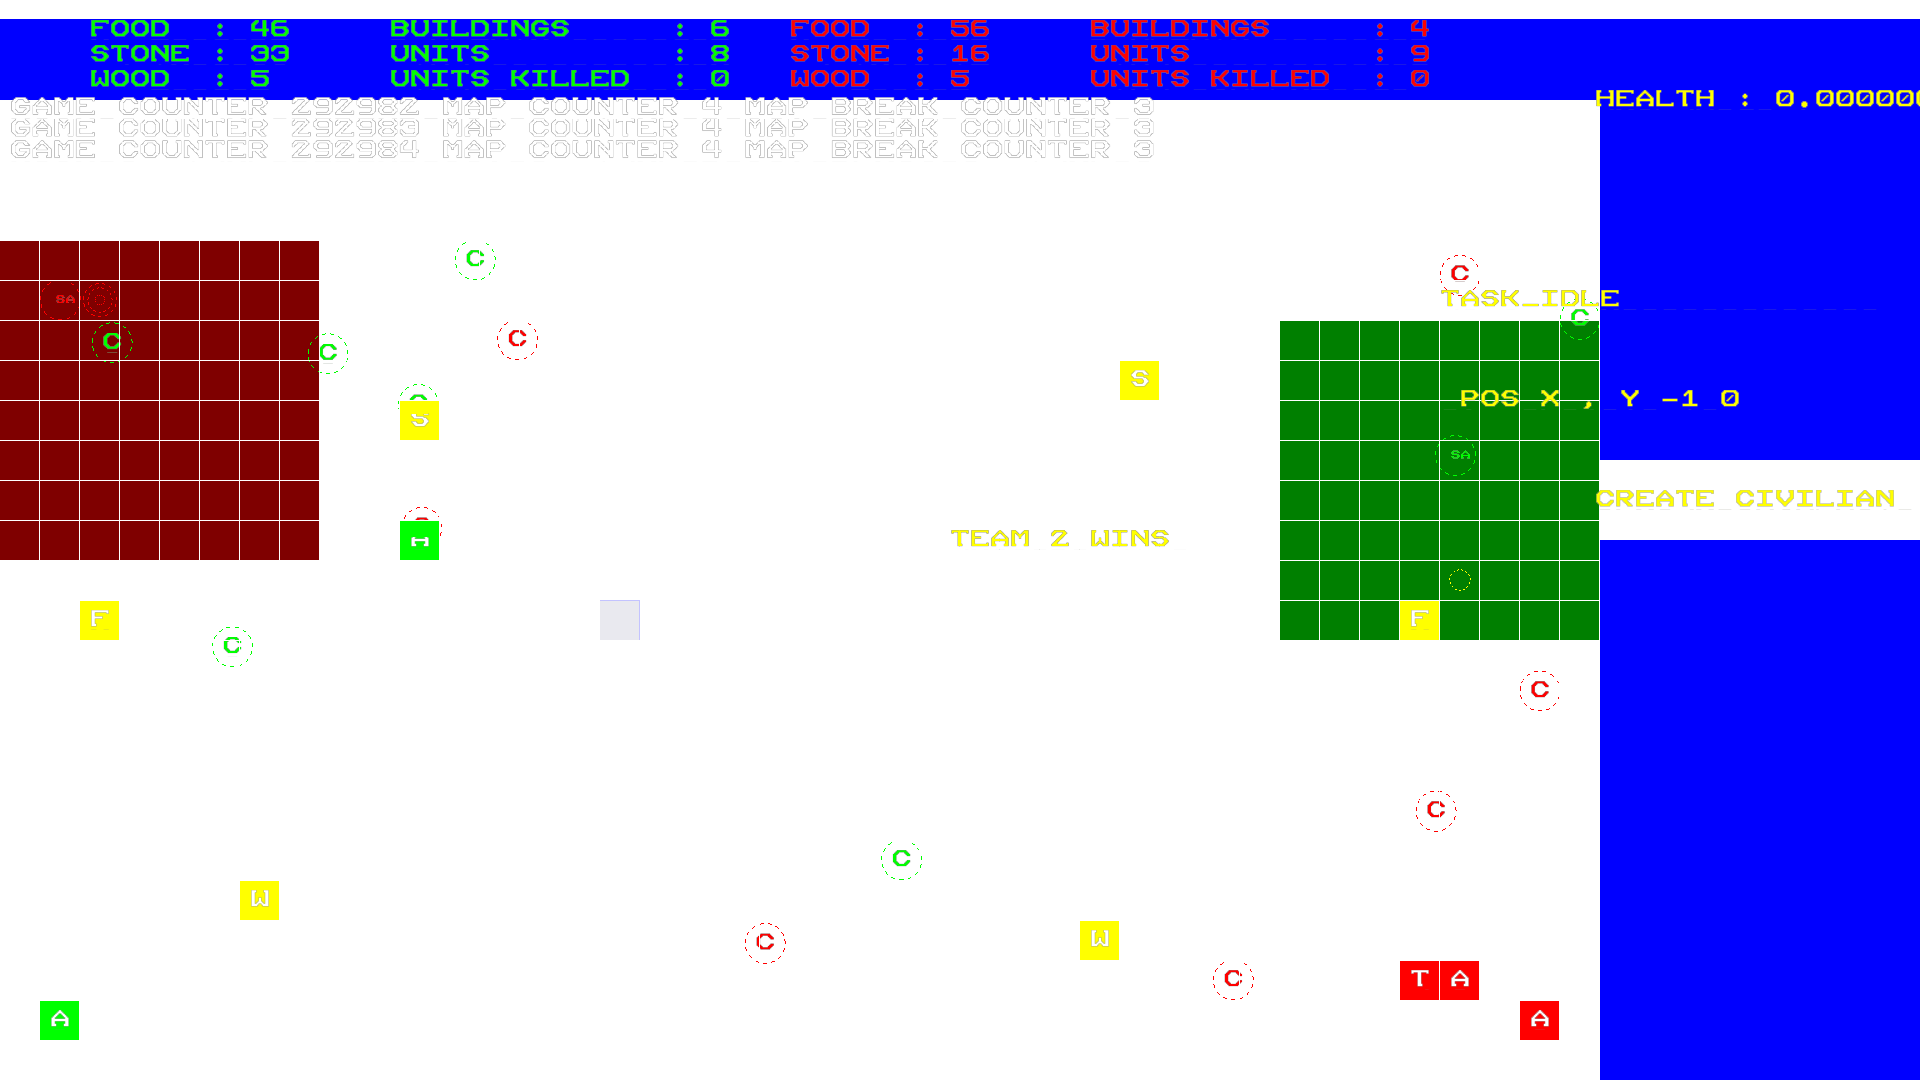 FOOD : 46 BUILDINGS : 6 FOOD : 56 BUILDINGS : 4
STONE : 33 UNITS : 8 STONE : 16 UNITS : 9
WOOD : 5 UNITS KILLED : 0 WOOD : 5 UNITS KILLED : 0
HEALTH : 0.000000
GAME COUNTER 292982 MAP COUNTER 4 MAP BREAK COUNTER 3
GAME COUNTER 292983 MAP COUNTER 4 MAP BREAK COUNTER 3
GAME COUNTER 292984 MAP COUNTER 4 MAP BREAK COUNTER 3
C
C
SA
TASK_IDLE
C
C
C
C
S
POS X , Y -1 0
S
SA
CREATE CIVILIAN
H
TEAM 2 WINS
F
F
C
C
C
C
W
C
W
C
T A
A
A